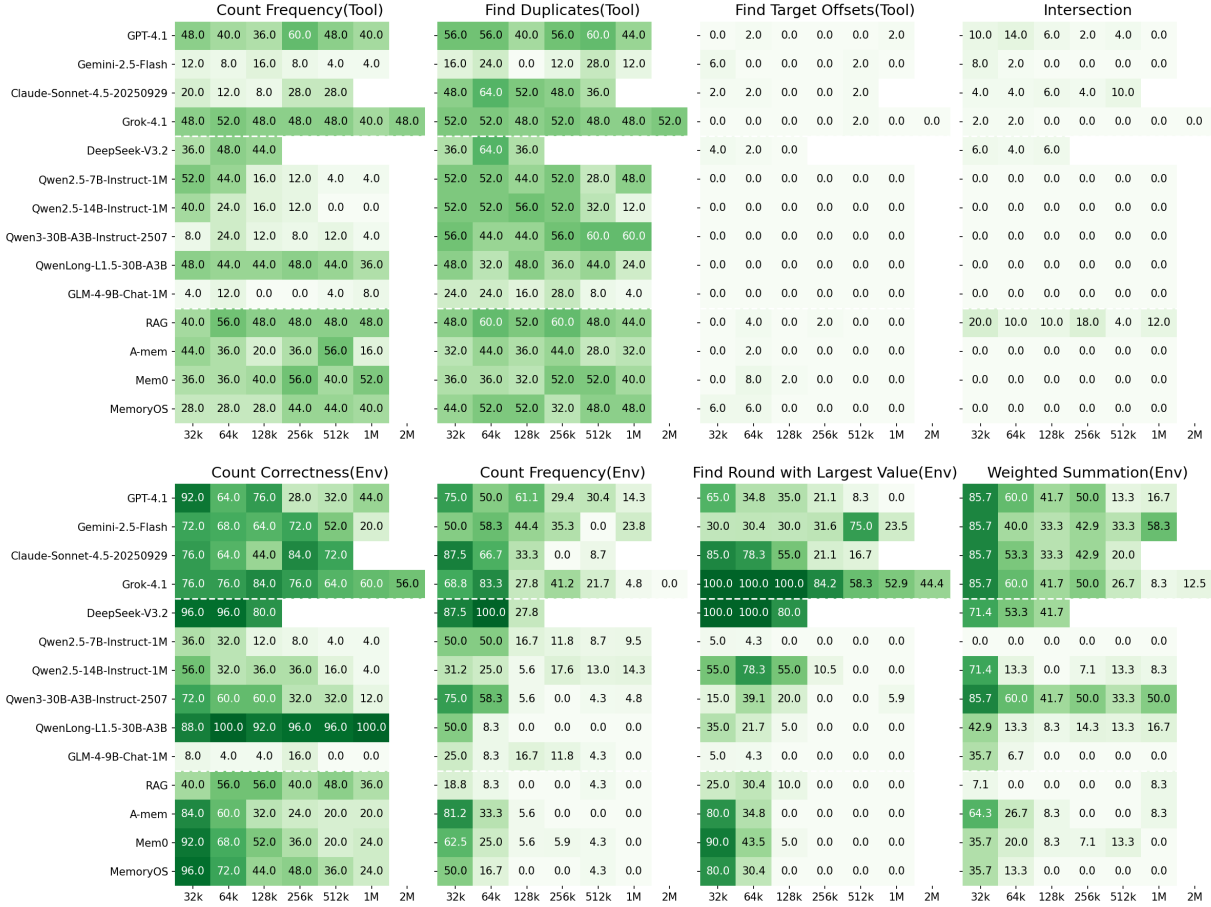 Count Frequency(Tool) Find Duplicates(Tool) Find Target Offsets(Tool) Intersection
GPT-4.1 48.0 40.0 36.0 60.0 48.0 40.0 56.0 56.0 40.0 56.0 60.0 44.0 0.0 2.0 0.0 0.0 0.0 2.0 10.0 14.0 6.0 2.0 4.0 0.0
Gemini-2.5-Flash 12.0 8.0 16.0 8.0 4.0 4.0 16.0 24.0 0.0 12.0 28.0 12.0 6.0 0.0 0.0 0.0 2.0 0.0 8.0 2.0 0.0 0.0 0.0 0.0
Claude-Sonnet-4.5-20250929 20.0 12.0 8.0 28.0 28.0 48.0 64.0 52.0 48.0 36.0 2.0 2.0 0.0 0.0 2.0 4.0 4.0 6.0 4.0 10.0
Grok-4.1 48.0 52.0 48.0 48.0 48.0 40.0 48.0 52.0 52.0 48.0 52.0 48.0 48.0 52.0 0.0 0.0 0.0 0.0 2.0 0.0 0.0 2.0 2.0 0.0 0.0 0.0 0.0 0.0
DeepSeek-V3.2 36.0 48.0 44.0 36.0 64.0 36.0 4.0 2.0 0.0 6.0 4.0 6.0
Qwen2.5-7B-Instruct-1M 52.0 44.0 16.0 12.0 4.0 4.0 52.0 52.0 44.0 52.0 28.0 48.0 0.0 0.0 0.0 0.0 0.0 0.0 0.0 0.0 0.0 0.0 0.0 0.0
Qwen2.5-14B-Instruct-1M 40.0 24.0 16.0 12.0 0.0 0.0 52.0 52.0 56.0 52.0 32.0 12.0 0.0 0.0 0.0 0.0 0.0 0.0 0.0 0.0 0.0 0.0 0.0 0.0
Qwen3-30B-A3B-Instruct-2507 8.0 24.0 12.0 8.0 12.0 4.0 56.0 44.0 44.0 56.0 60.0 60.0 0.0 0.0 0.0 0.0 0.0 0.0 0.0 0.0 0.0 0.0 0.0 0.0
QwenLong-L1.5-30B-A3B 48.0 44.0 44.0 48.0 44.0 36.0 48.0 32.0 48.0 36.0 44.0 24.0 0.0 0.0 0.0 0.0 0.0 0.0 0.0 0.0 0.0 0.0 0.0 0.0
GLM-4-9B-Chat-1M 4.0 12.0 0.0 0.0 4.0 8.0 24.0 24.0 16.0 28.0 8.0 4.0 0.0 0.0 0.0 0.0 0.0 0.0 0.0 0.0 0.0 0.0 0.0 0.0
RAG 40.0 56.0 48.0 48.0 48.0 48.0 48.0 60.0 52.0 60.0 48.0 44.0 0.0 4.0 0.0 2.0 0.0 0.0 20.0 10.0 10.0 18.0 4.0 12.0
A-mem 44.0 36.0 20.0 36.0 56.0 16.0 32.0 44.0 36.0 44.0 28.0 32.0 0.0 2.0 0.0 0.0 0.0 0.0 0.0 0.0 0.0 0.0 0.0 0.0
Mem0 36.0 36.0 40.0 56.0 40.0 52.0 36.0 36.0 32.0 52.0 52.0 40.0 0.0 8.0 2.0 0.0 0.0 0.0 0.0 0.0 0.0 0.0 0.0 0.0
MemoryOS 28.0 28.0 28.0 44.0 44.0 40.0 44.0 52.0 52.0 32.0 48.0 48.0 6.0 6.0 0.0 0.0 0.0 0.0 0.0 0.0 0.0 0.0 0.0 0.0
32k 64k 128k 256k 512k 1M 2M 32k 64k 128k 256k 512k 1M 2M 32k 64k 128k 256k 512k 1M 2M 32k 64k 128k 256k 512k 1M 2M
Count Correctness(Env) Count Frequency(Env) Find Round with Largest Value(Env) Weighted Summation(Env)
GPT-4.1 92.0 64.0 76.0 28.0 32.0 44.0 75.0 50.0 61.1 29.4 30.4 14.3 65.0 34.8 35.0 21.1 8.3 0.0 85.7 60.0 41.7 50.0 13.3 16.7
Gemini-2.5-Flash 72.0 68.0 64.0 72.0 52.0 20.0 50.0 58.3 44.4 35.3 0.0 23.8 30.0 30.4 30.0 31.6 75.0 23.5 85.7 40.0 33.3 42.9 33.3 58.3
Claude-Sonnet-4.5-20250929 76.0 64.0 44.0 84.0 72.0 87.5 66.7 33.3 0.0 8.7 85.0 78.3 55.0 21.1 16.7 85.7 53.3 33.3 42.9 20.0
Grok-4.1 76.0 76.0 84.0 76.0 64.0 60.0 56.0 68.8 83.3 27.8 41.2 21.7 4.8 0.0 100.0 100.0 100.0 84.2 58.3 52.9 44.4 85.7 60.0 41.7 50.0 26.7 8.3 12.5
DeepSeek-V3.2 96.0 96.0 80.0 87.5 100.0 27.8 100.0 100.0 80.0 71.4 53.3 41.7
Qwen2.5-7B-Instruct-1M 36.0 32.0 12.0 8.0 4.0 4.0 50.0 50.0 16.7 11.8 8.7 9.5 5.0 4.3 0.0 0.0 0.0 0.0 0.0 0.0 0.0 0.0 0.0 0.0
Qwen2.5-14B-Instruct-1M 56.0 32.0 36.0 36.0 16.0 4.0 31.2 25.0 5.6 17.6 13.0 14.3 55.0 78.3 55.0 10.5 0.0 0.0 71.4 13.3 0.0 7.1 13.3 8.3
Qwen3-30B-A3B-Instruct-2507 72.0 60.0 60.0 32.0 32.0 12.0 75.0 58.3 5.6 0.0 4.3 4.8 15.0 39.1 20.0 0.0 0.0 5.9 85.7 60.0 41.7 50.0 33.3 50.0
QwenLong-L1.5-30B-A3B 88.0 100.0 92.0 96.0 96.0 100.0 50.0 8.3 0.0 0.0 0.0 0.0 35.0 21.7 5.0 0.0 0.0 0.0 42.9 13.3 8.3 14.3 13.3 16.7
GLM-4-9B-Chat-1M 8.0 4.0 4.0 16.0 0.0 0.0 25.0 8.3 16.7 11.8 4.3 0.0 5.0 4.3 0.0 0.0 0.0 0.0 35.7 6.7 0.0 0.0 0.0 0.0
RAG 40.0 56.0 56.0 40.0 48.0 36.0 18.8 8.3 0.0 0.0 4.3 0.0 25.0 30.4 10.0 0.0 0.0 0.0 7.1 0.0 0.0 0.0 0.0 8.3
A-mem 84.0 60.0 32.0 24.0 20.0 20.0 81.2 33.3 5.6 0.0 0.0 0.0 80.0 34.8 0.0 0.0 0.0 0.0 64.3 26.7 8.3 0.0 0.0 8.3
Mem0 92.0 68.0 52.0 36.0 20.0 24.0 62.5 25.0 5.6 5.9 4.3 0.0 90.0 43.5 5.0 0.0 0.0 0.0 35.7 20.0 8.3 7.1 13.3 0.0
MemoryOS 96.0 72.0 44.0 48.0 36.0 24.0 50.0 16.7 0.0 0.0 4.3 0.0 80.0 30.4 0.0 0.0 0.0 0.0 35.7 13.3 0.0 0.0 0.0 0.0
32k 64k 128k 256k 512k 1M 2M 32k 64k 128k 256k 512k 1M 2M 32k 64k 128k 256k 512k 1M 2M 32k 64k 128k 256k 512k 1M 2M